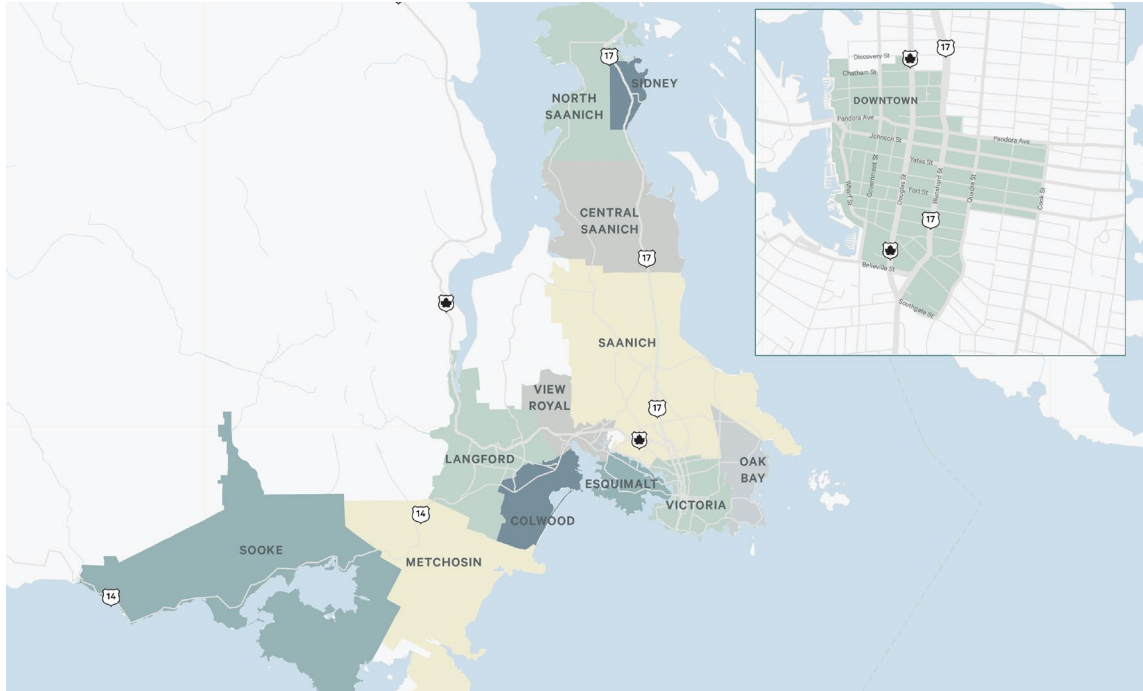 17
SIDNEY
NORTH
SAANICH
CENTRAL
SAANICH
17
SAANICH
VIEW
ROYAL
17
LANGFORD
OAK
BAY
ESQUIMALT
VICTORIA
14
COLWOOD
SOOKE
METCHOSIN
14
17
Discovery St
Chatham St
DOWNTOWN
Pandora Ave
Pandora Ave
Johnson St
Yates St
Fort St
Wharf St
Government St
Douglas St
Blanshard St
Quadra St
Cook St
17
Belleville St
Southgate St